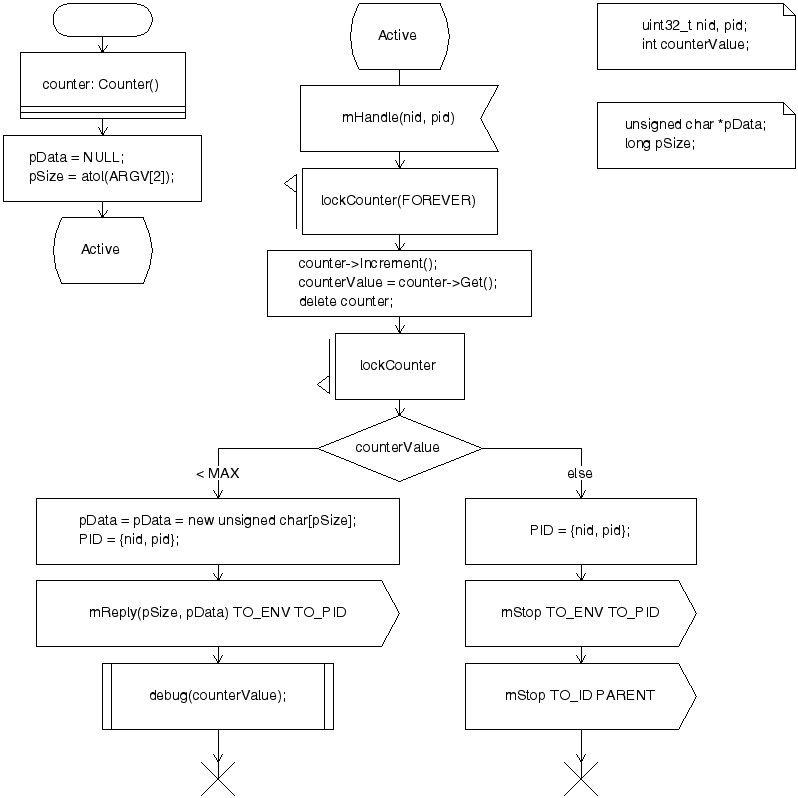 counter: Counter()
pData = NULL;
pSize = atol(ARGV[2]);
Active
Active
mHandle(nid, pid)
lockCounter(FOREVER)
counter->Increment();
counterValue = counter->Get();
delete counter;
lockCounter
counterValue
< MAX
else
pData = pData = new unsigned char[pSize];
PID = {nid, pid};
mReply(pSize, pData) TO_ENV TO_PID
debug(counterValue);
PID = {nid, pid};
mStop TO_ENV TO_PID
mStop TO_ID PARENT
uint32_t nid, pid;
int counterValue;
unsigned char *pData;
long pSize;